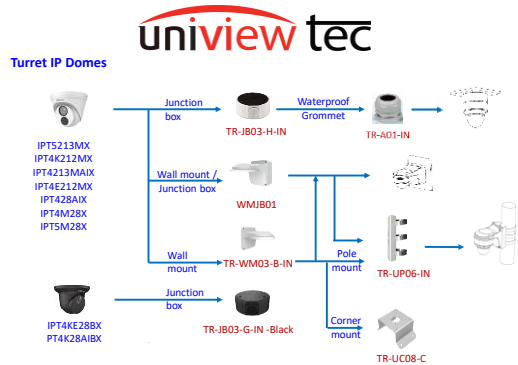 uniview tec
Turret IP Domes
Junction
box
Waterproof
Grommet
TR-JB03-H-IN
TR-A01-IN
IPT5213MX
IPT4K212MX
IPT4213MAIX
IPT4E212MX
IPT428AIX
IPT4M28X
IPT5M28X
Wall mount /
Junction box
WMJB01
Wall
mount
TR-WM03-B-IN
Pole
mount
TR-UP06-IN
Junction
box
TR-JB03-G-IN -Black
IPT4KE28BX
PT4K28AIBX
Corner
mount
TR-UC08-C